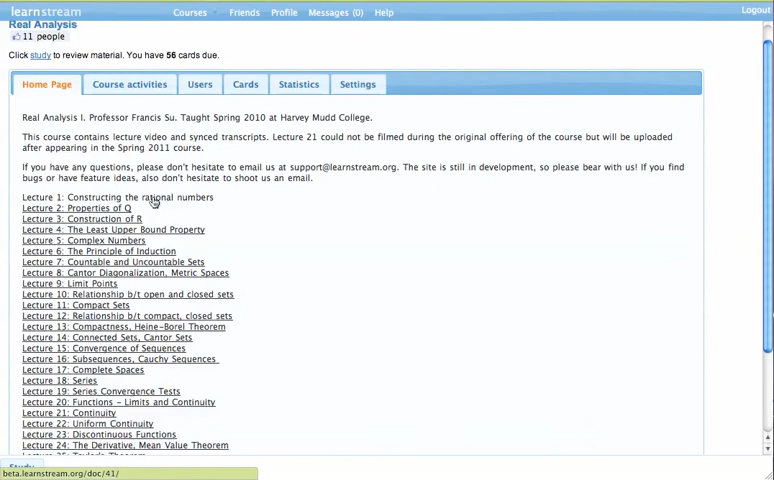 learnstream Courses Friends Profile Messages (0) Help Logout
Real Analysis
11 people
Click study to review material. You have 56 cards due.
Home Page Course activities Users Cards Statistics Settings
Real Analysis I. Professor Francis Su. Taught Spring 2010 at Harvey Mudd College.
This course contains lecture video and synced transcripts. Lecture 21 could not be filmed during the original offering of the course but will be uploaded
after appearing in the Spring 2011 course.
If you have any questions, please don't hesitate to email us at support@learnstream.org. The site is still in development, so please bear with us! If you find
bugs or have feature ideas, also don't hesitate to shoot us an email.
Lecture 1: Constructing the rational numbers
Lecture 2: Properties of Q
Lecture 3: Construction of R
Lecture 4: The Least Upper Bound Property
Lecture 5: Complex Numbers
Lecture 6: The Principle of Induction
Lecture 7: Countable and Uncountable Sets
Lecture 8: Cantor Diagonalization, Metric Spaces
Lecture 9: Limit Points
Lecture 10: Relationship b/t open and closed sets
Lecture 11: Compact Sets
Lecture 12: Relationship b/t compact, closed sets
Lecture 13: Compactness, Heine-Borel Theorem
Lecture 14: Connected Sets, Cantor Sets
Lecture 15: Convergence of Sequences
Lecture 16: Subsequences, Cauchy Sequences
Lecture 17: Complete Spaces
Lecture 18: Series
Lecture 19: Series Convergence Tests
Lecture 20: Functions - Limits and Continuity
Lecture 21: Continuity
Lecture 22: Uniform Continuity
Lecture 23: Discontinuous Functions
Lecture 24: The Derivative, Mean Value Theorem
Lecture 25: Taylor's Theorem
Study
beta.learnstream.org/doc/41/